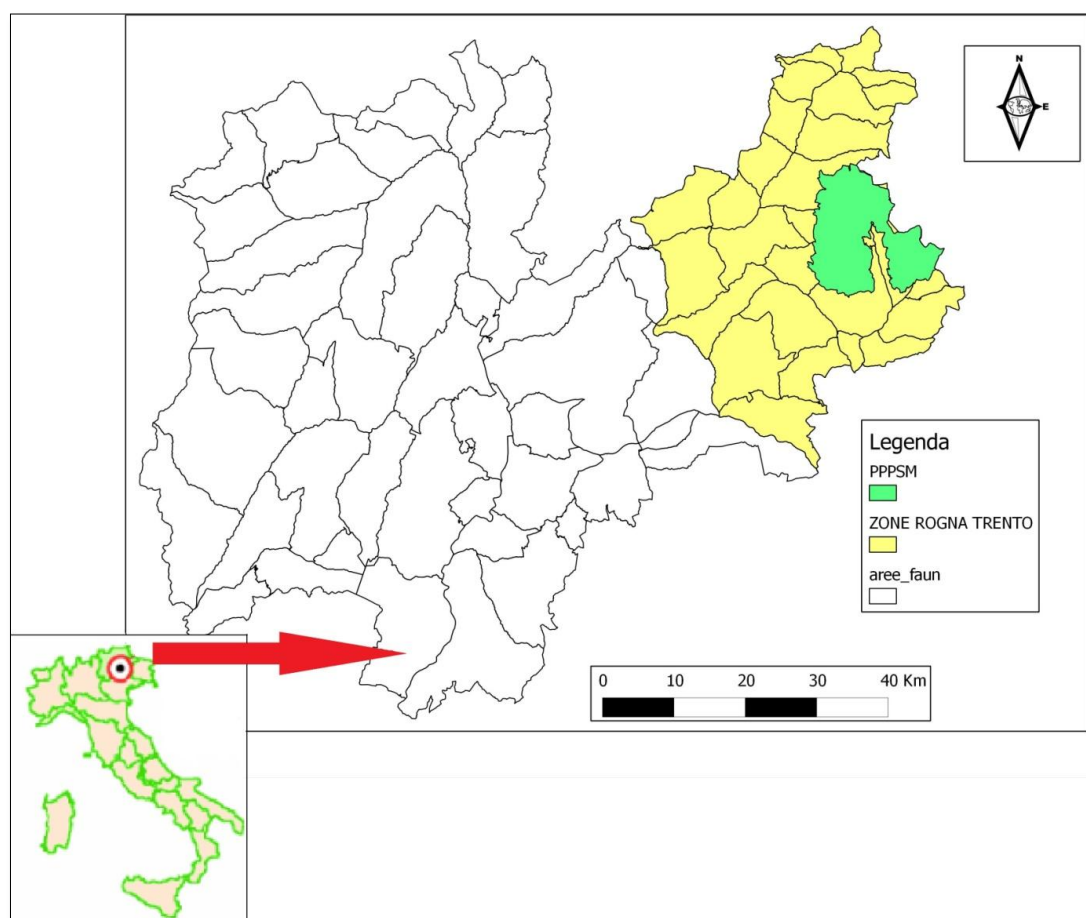 N
E
Legenda
PPPSM
ZONE ROGNA TRENTO
aree_faun
0 10 20 30 40 Km